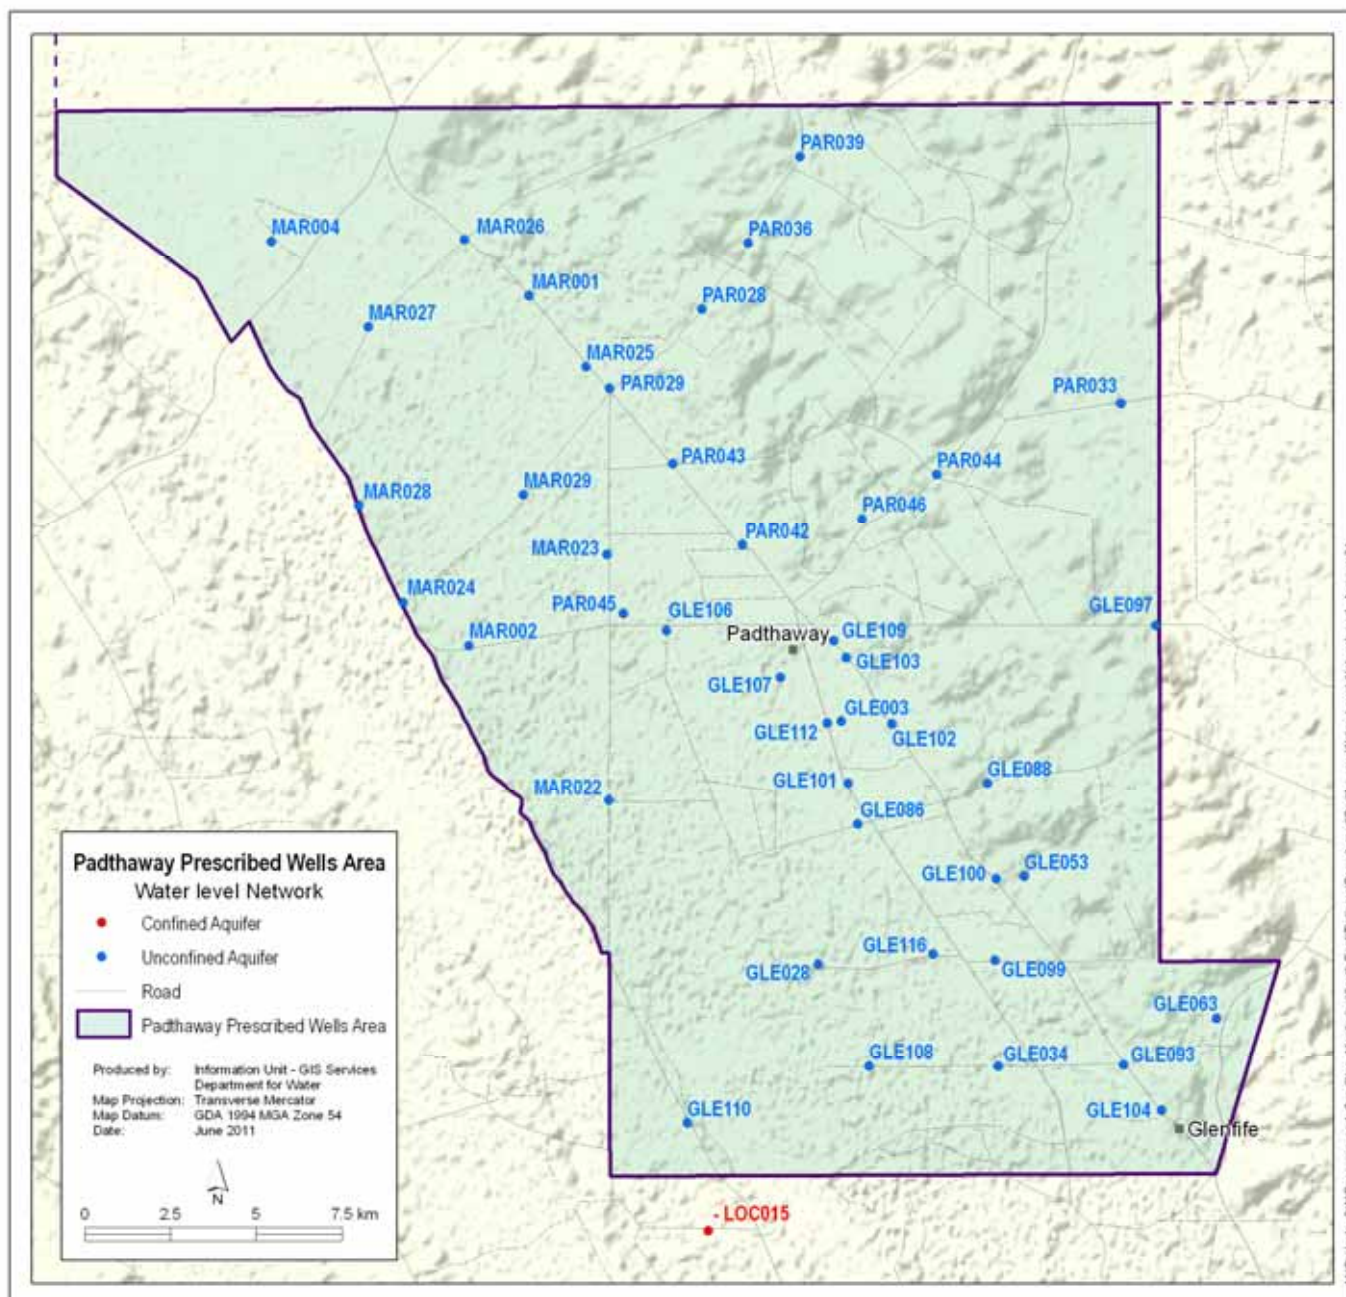 PAR039
MAR004
MAR026
PAR036
MAR001
PAR028
MAR027
MAR025
PAR029
PAR033
PAR043
PAR044
MAR029
MAR028
PAR046
PAR042
MAR023
MAR024
PAR045
GLE106
GLE097
MAR002
Padthaway
GLE109
GLE103
GLE107
GLE003
GLE112
GLE102
GLE101
GLE088
MAR022
GLE086
GLE053
GLE100
GLE116
GLE028
GLE099
GLE063
GLE108
GLE034
GLE093
GLE110
GLE104
Glenfife
- LOC015
Padthaway Prescribed Wells Area
Water level Network
Confined Aquifer
Unconfined Aquifer
Road
Padthaway Prescribed Wells Area
Produced by: Information Unit - GIS Services
Department for Water
Map Projection: Transverse Mercator
Map Datum: GDA 1994 MGA Zone 54
Date: June 2011
N
0 2.5 5 7.5 km